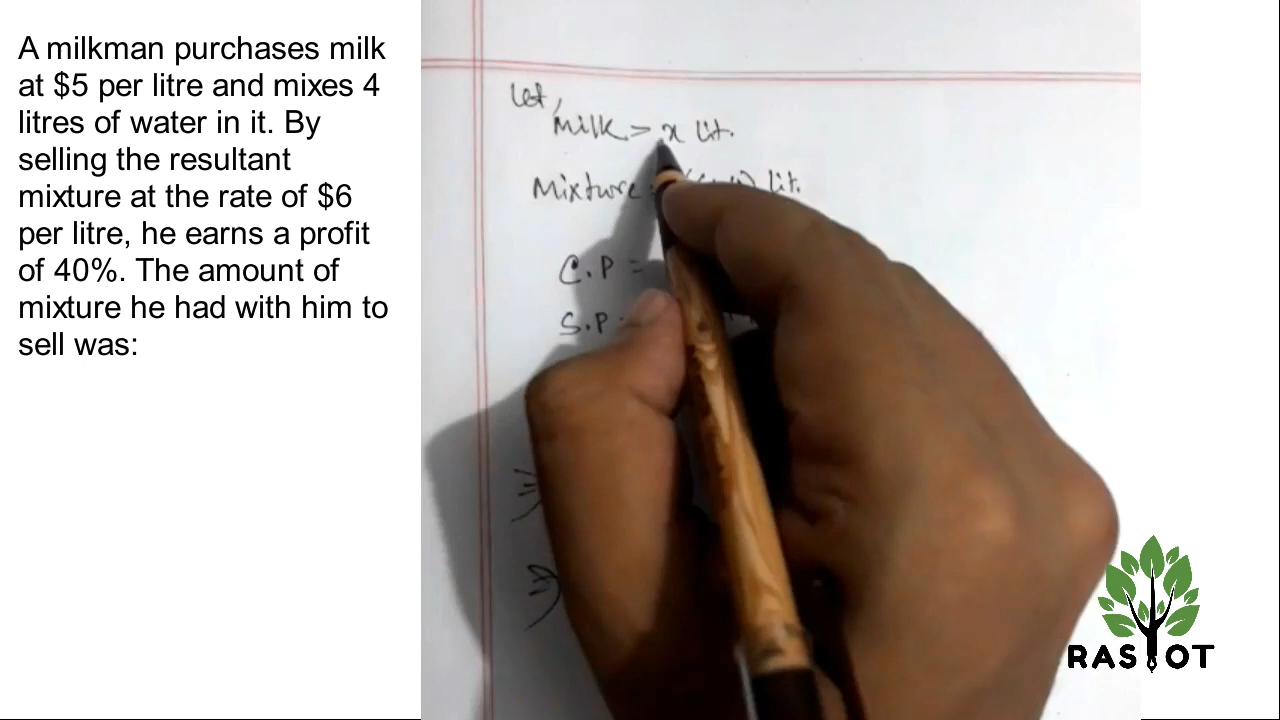 A milkman purchases milk
at $5 per litre and mixes 4
litres of water in it. By
selling the resultant
mixture at the rate of $6
per litre, he earns a profit
of 40%. The amount of
mixture he had with him to
sell was:
Let,
Milk > x lit.
Mixture lit.
C.P =
S.P
RASIOT